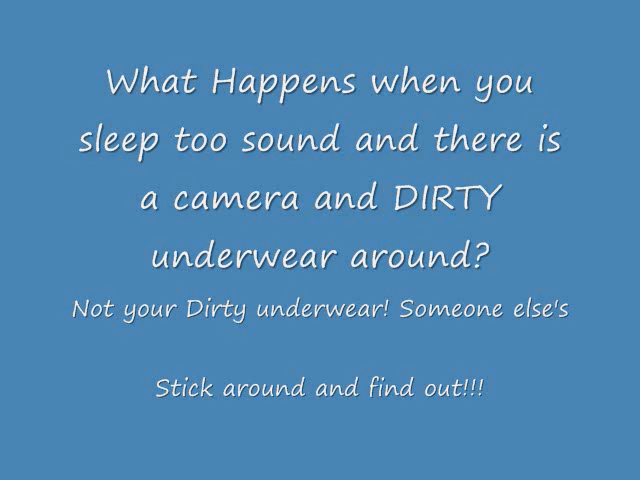 What Happens when you
sleep too sound and there is
a camera and DIRTY
underwear around?
Not your Dirty underwear! Someone else's
Stick around and find out!!!